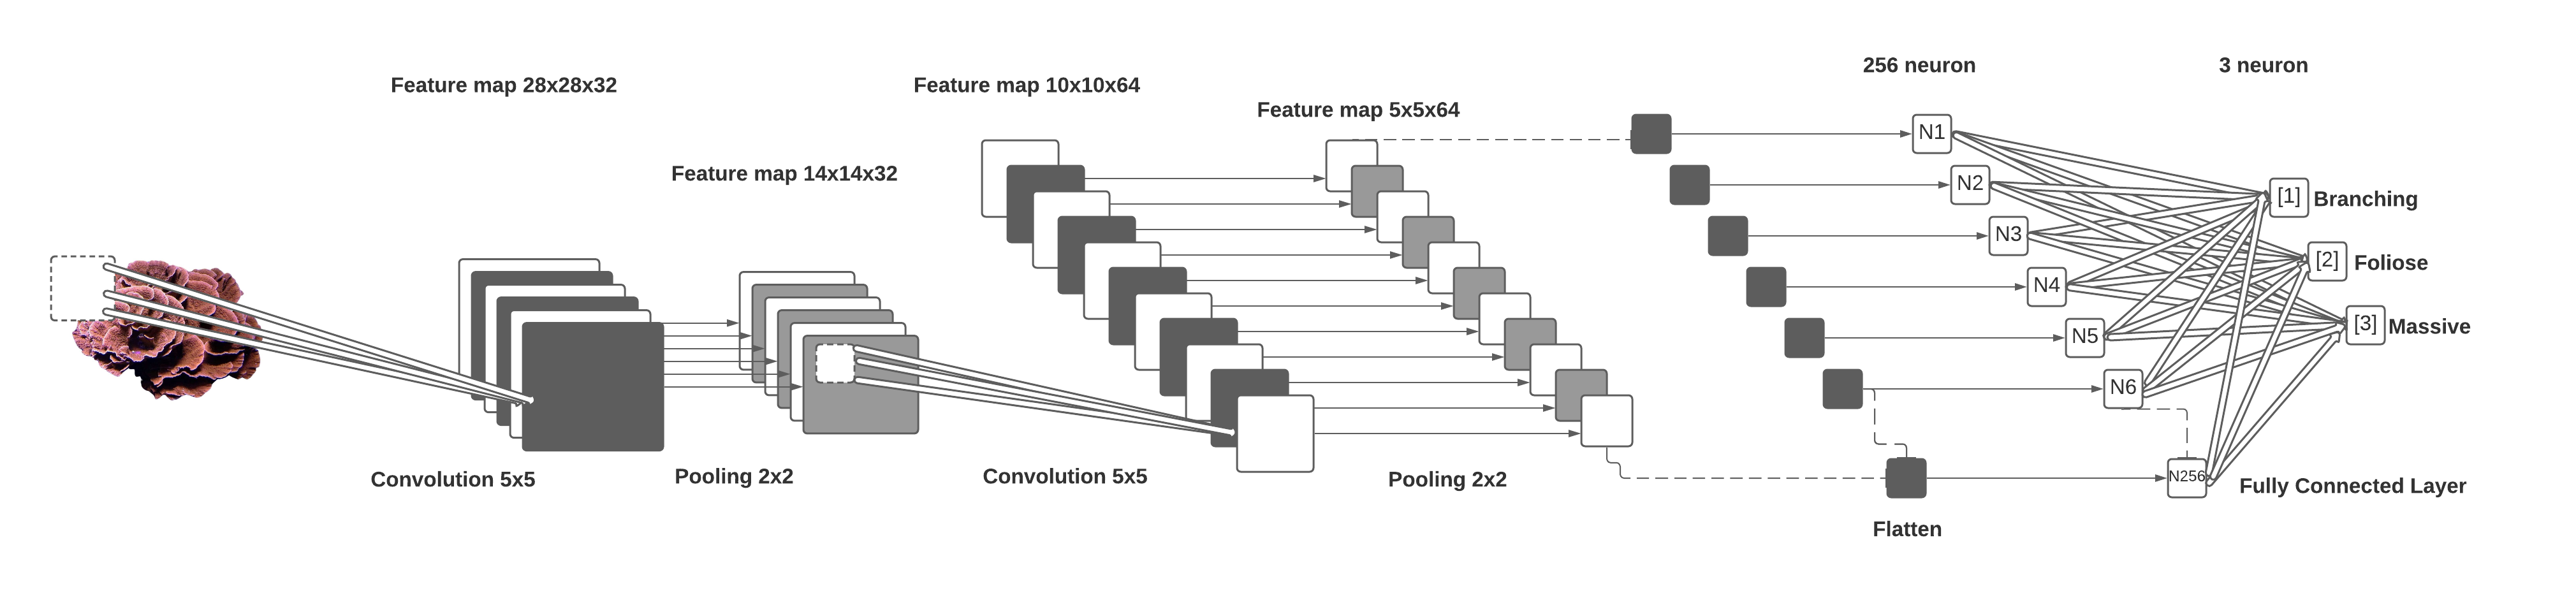 256 neuron
3 neuron
Feature map 28x28x32
Feature map 10x10x64
Feature map 5x5x64
Feature map 14x14x32
N1
N2
N3
N4
N5
N6
N256
[1] Branching
[2] Foliose
[3] Massive
Convolution 5x5
Pooling 2x2
Convolution 5x5
Pooling 2x2
Fully Connected Layer
Flatten